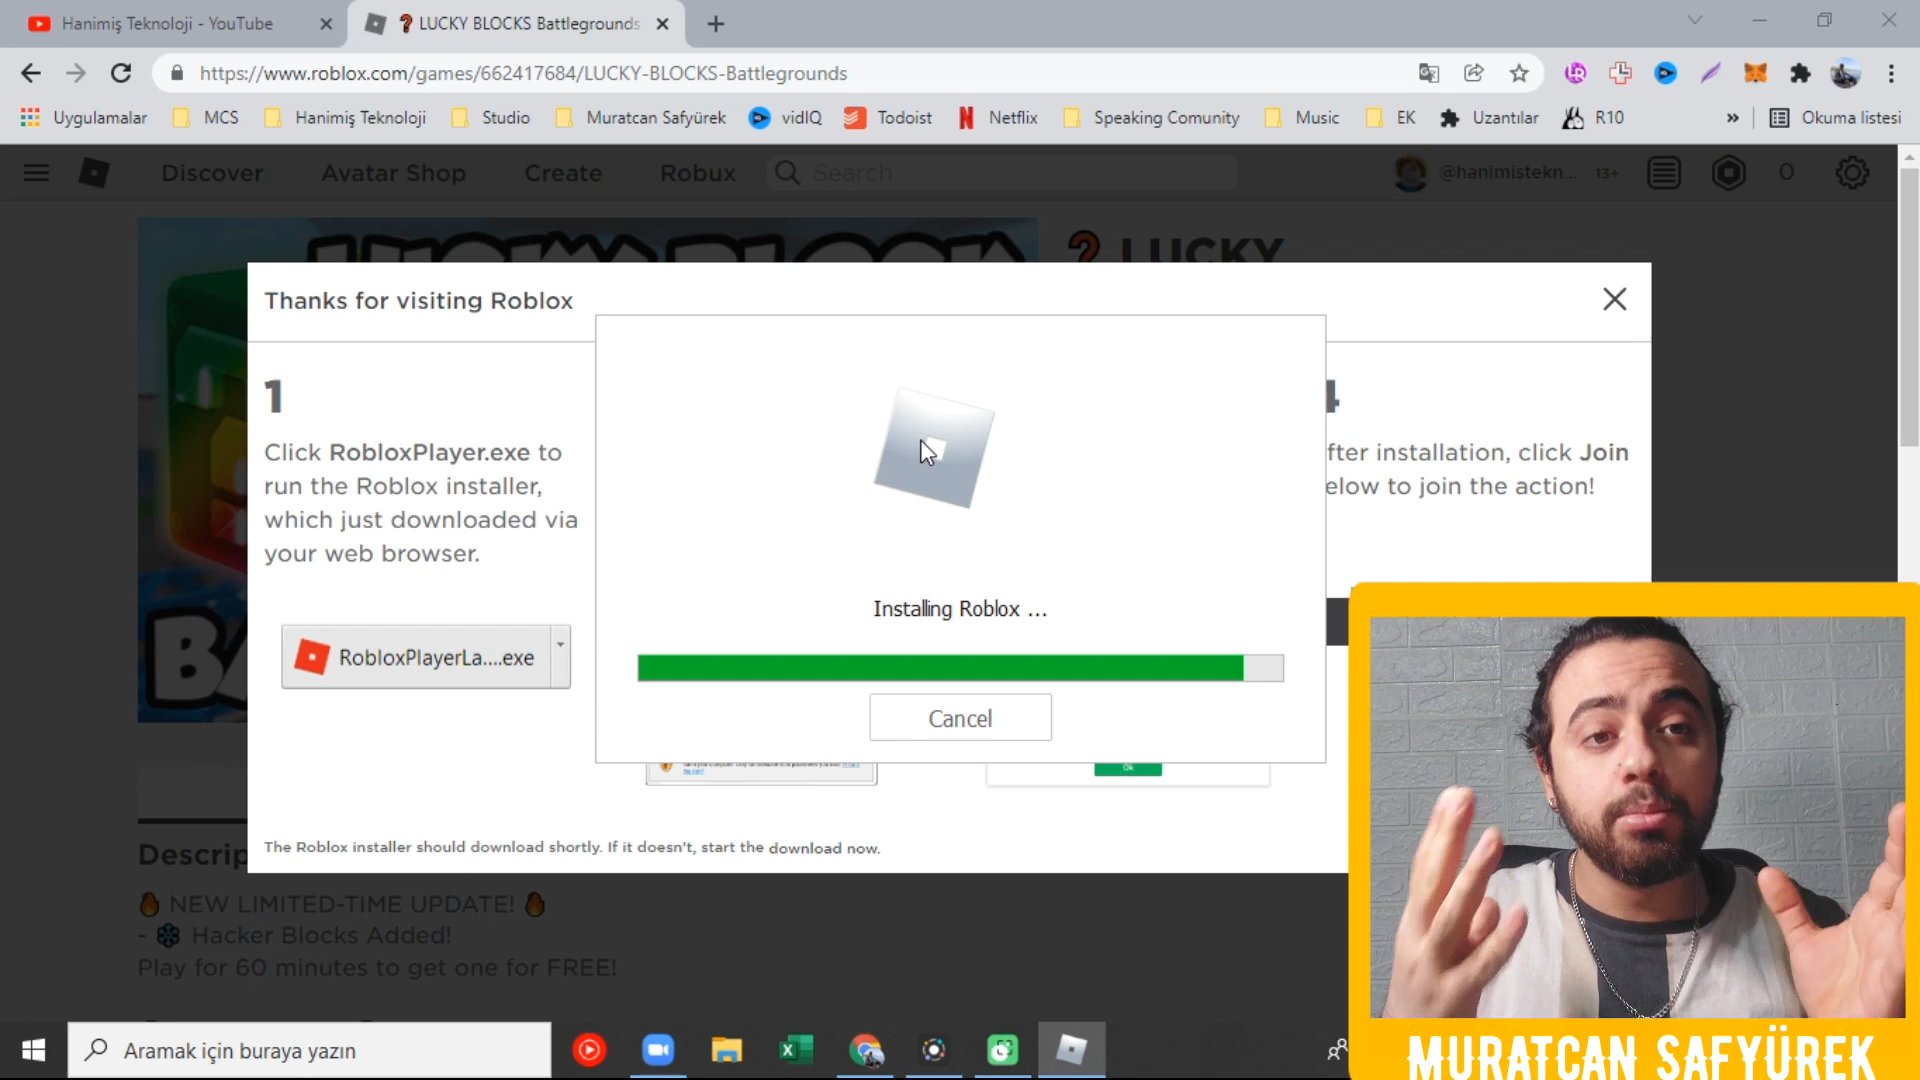 Hanimiş Teknoloji - YouTube
❓ LUCKY BLOCKS Battlegrounds
https://www.roblox.com/games/662417684/LUCKY-BLOCKS-Battlegrounds
Uygulamalar
MCS
Hanimiş Teknoloji
Studio
Muratcan Safyürek
vidIQ
Todoist
Netflix
Speaking Comunity
Music
EK
Uzantılar
R10
»
Okuma listesi
Discover
Avatar Shop
Create
Robux
Search
@hanimistekn...
13+
0
❓ LUCKY
Thanks for visiting Roblox
1
Click RobloxPlayer.exe to
run the Roblox installer,
which just downloaded via
your web browser.
RobloxPlayerLa....exe
Installing Roblox ...
Cancel
4
fter installation, click Join
elow to join the action!
Ok
The Roblox installer should download shortly. If it doesn't, start the download now.
Descrip
🔥 NEW LIMITED-TIME UPDATE! 🔥
- Hacker Blocks Added!
Play for 60 minutes to get one for FREE!
Aramak için buraya yazın
MURATCAN SAFYÜREK